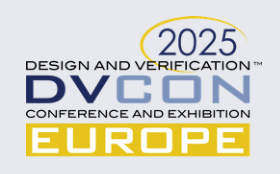 2025
DESIGN AND VERIFICATION™
DVCON
CONFERENCE AND EXHIBITION
EUROPE